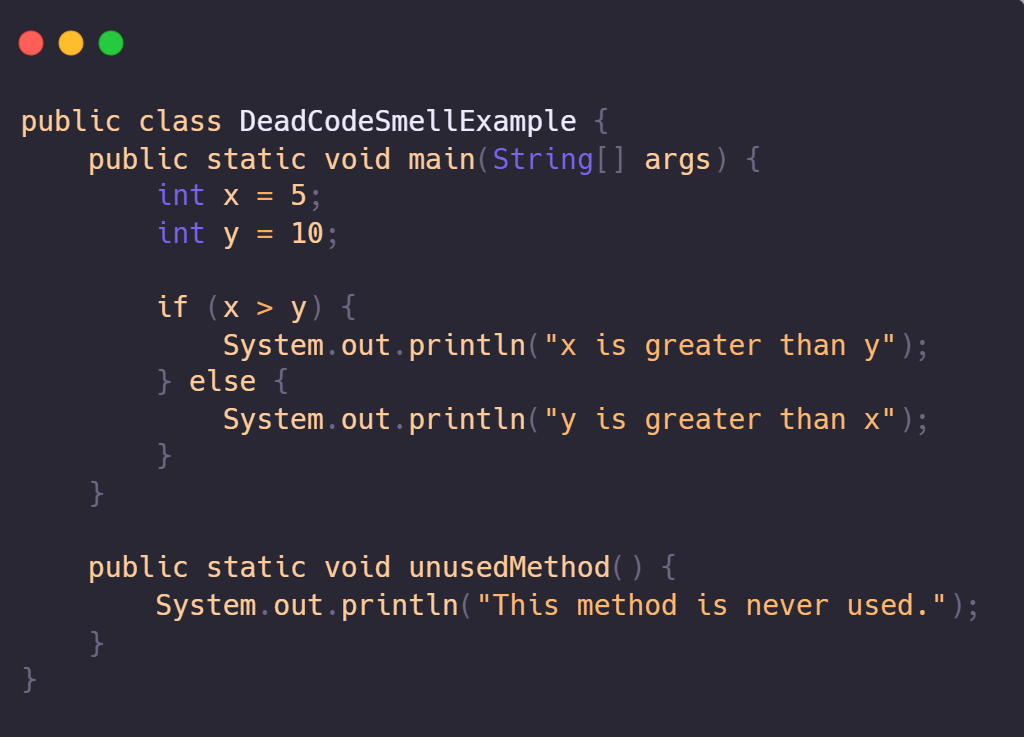 public class DeadCodeSmellExample {
    public static void main(String[] args) {
        int x = 5;
        int y = 10;

        if (x > y) {
            System.out.println("x is greater than y");
        } else {
            System.out.println("y is greater than x");
        }
    }

    public static void unusedMethod() {
        System.out.println("This method is never used.");
    }
}